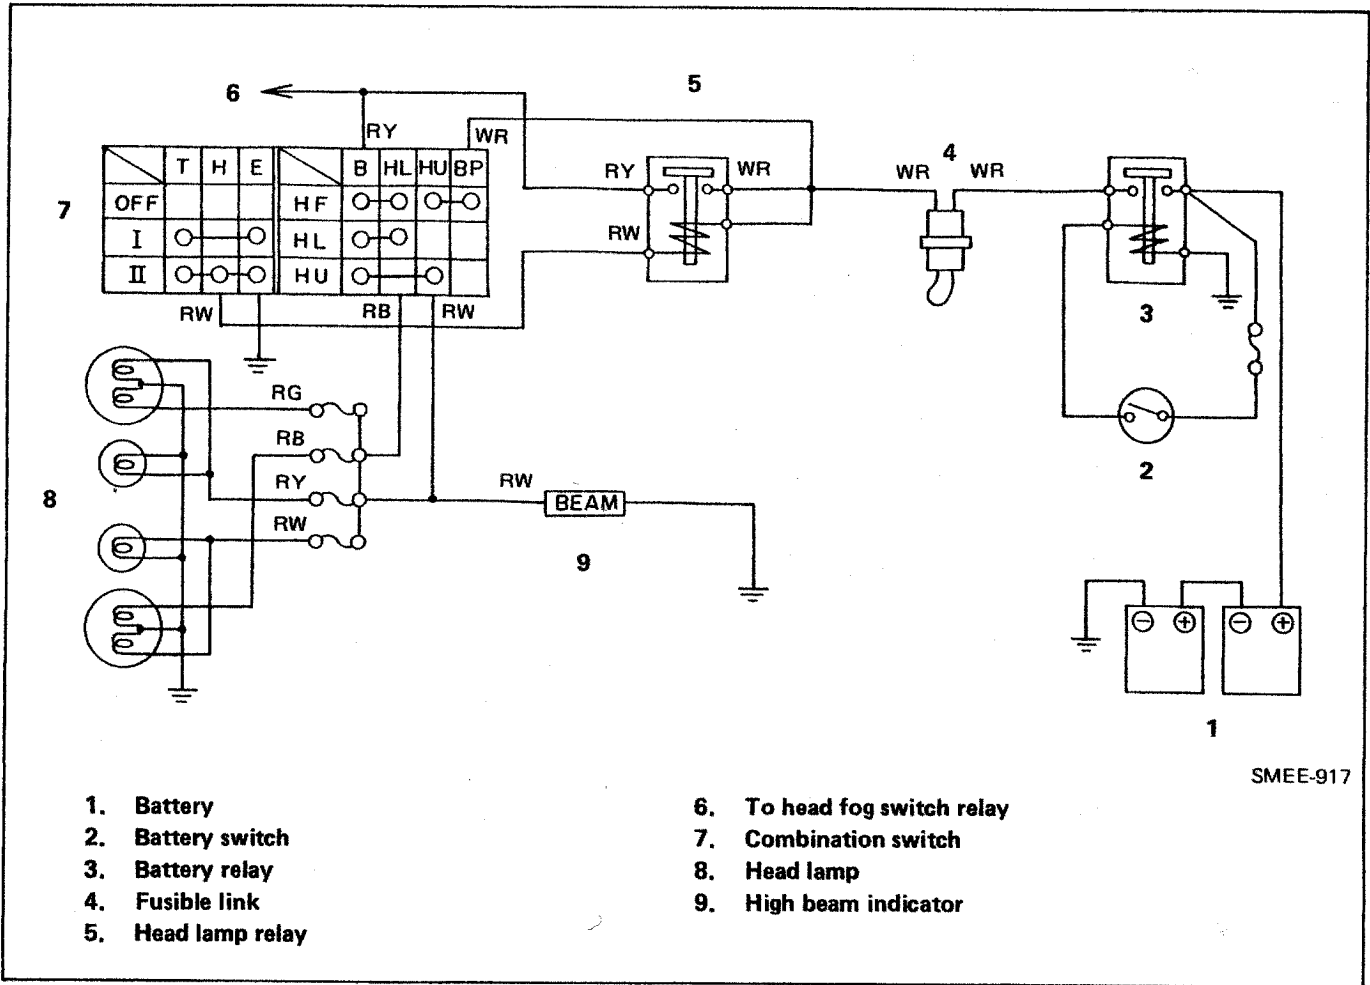 6
5
RY
WR
4
T H E B HL HU BP
RY
WR
WR
WR
7
OFF
HF
I
HL
RW
II
HU
3
RW
RB
RW
RG
RB
2
8
RY
RW
BEAM
RW
9
⊖ ⊕ ⊖ ⊕
1
SMEE-917
1. Battery
2. Battery switch
3. Battery relay
4. Fusible link
5. Head lamp relay
6. To head fog switch relay
7. Combination switch
8. Head lamp
9. High beam indicator